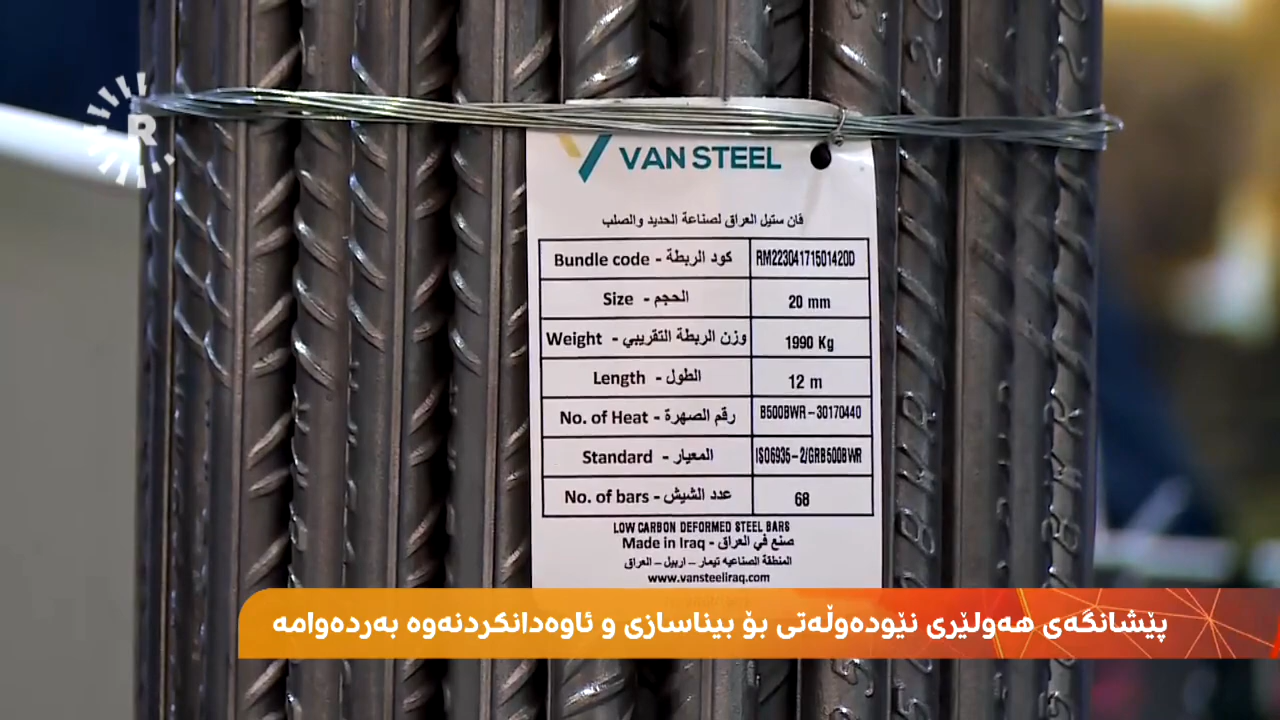 R
VAN STEEL
ڤان ستيل العراق لصناعة الحديد والصلب
Bundle code - كود الربطة RM22304171501420D
Size - الحجم 20 mm
Weight - وزن الربطة التقريبي 1990 Kg
Length - الطول 12 m
No. of Heat - رقم الصهرة B500BWR-30170440
Standard - المعيار ISO6935-2/GRB500BWR
No. of bars - عدد الشيش 68
LOW CARBON DEFORMED STEEL BARS
Made in Iraq - صنع في العراق
المنطقة الصناعيه تيمار - اربيل - العراق
www.vansteeliraq.com
پێشانگەی هەولێری نێودەوڵەتی بۆ بیناسازی و ئاوەدانکردنەوە بەردەوامە